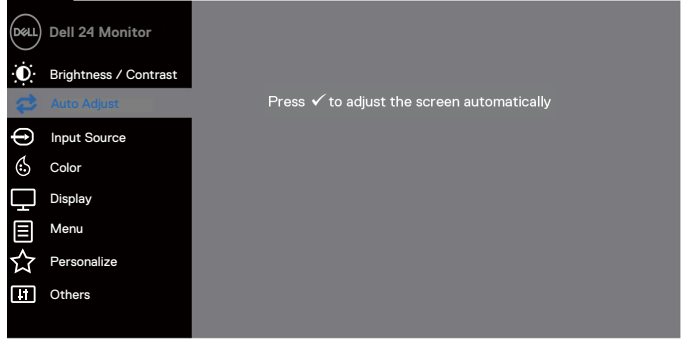 DELL Dell 24 Monitor
Brightness / Contrast
Auto Adjust
Press ✓ to adjust the screen automatically
Input Source
Color
Display
Menu
Personalize
Others